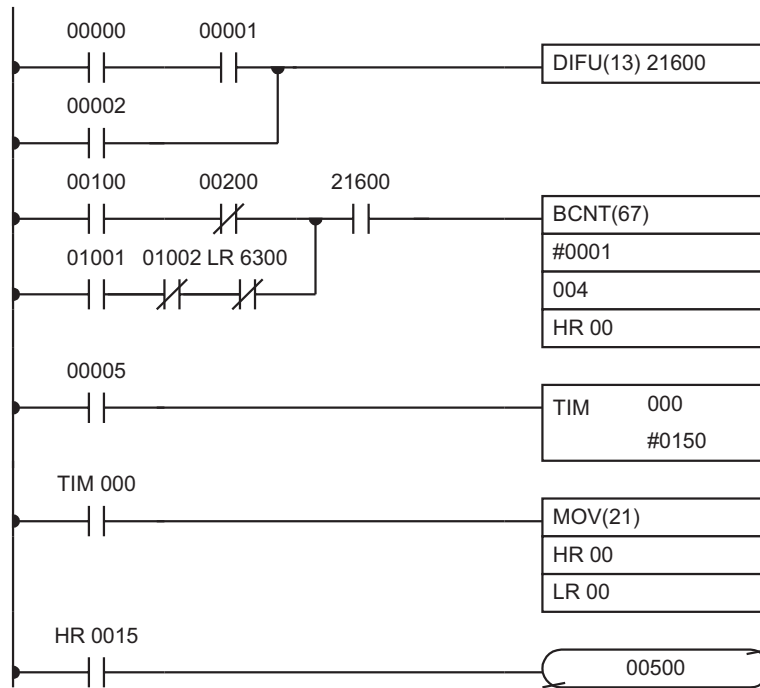 00000 00001
DIFU(13) 21600
00002
00100 00200 21600
BCNT(67)
#0001
01001 01002 LR 6300
004
HR 00
00005
TIM 000
#0150
TIM 000
MOV(21)
HR 00
LR 00
HR 0015
00500